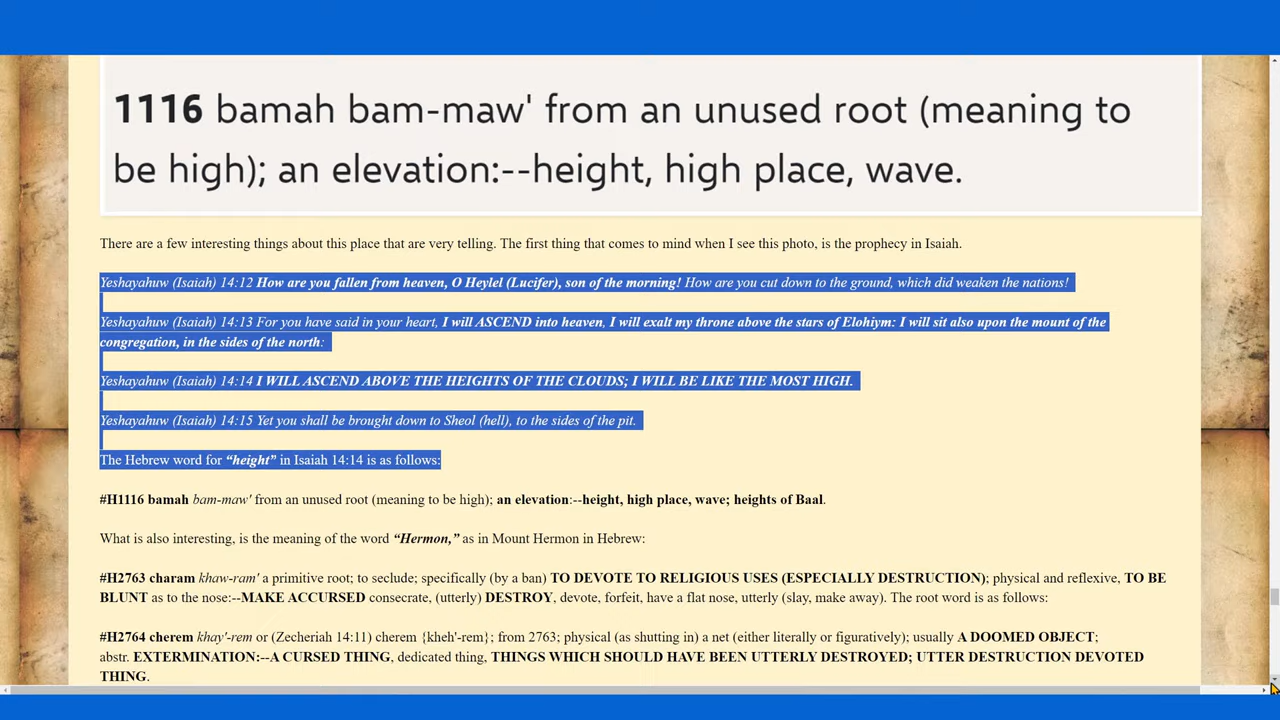 1116 bamah bam-maw' from an unused root (meaning to
be high); an elevation:--height, high place, wave.
There are a few interesting things about this place that are very telling. The first thing that comes to mind when I see this photo, is the prophecy in Isaiah.
Yeshayahuw (Isaiah) 14:12 How are you fallen from heaven, O Heylel (Lucifer), son of the morning! How are you cut down to the ground, which did weaken the nations!
Yeshayahuw (Isaiah) 14:13 For you have said in your heart, I will ASCEND into heaven, I will exalt my throne above the stars of Elohiym: I will sit also upon the mount of the
congregation, in the sides of the north:
Yeshayahuw (Isaiah) 14:14 I WILL ASCEND ABOVE THE HEIGHTS OF THE CLOUDS; I WILL BE LIKE THE MOST HIGH.
Yeshayahuw (Isaiah) 14:15 Yet you shall be brought down to Sheol (hell), to the sides of the pit.
The Hebrew word for “height” in Isaiah 14:14 is as follows:
#H1116 bamah bam-maw' from an unused root (meaning to be high); an elevation:--height, high place, wave; heights of Baal.
What is also interesting, is the meaning of the word “Hermon,” as in Mount Hermon in Hebrew:
#H2763 charam khaw-ram' a primitive root; to seclude; specifically (by a ban) TO DEVOTE TO RELIGIOUS USES (ESPECIALLY DESTRUCTION); physical and reflexive, TO BE
BLUNT as to the nose:--MAKE ACCURSED consecrate, (utterly) DESTROY, devote, forfeit, have a flat nose, utterly (slay, make away). The root word is as follows:
#H2764 cherem khay'-rem or (Zecheriah 14:11) cherem {kheh'-rem}; from 2763; physical (as shutting in) a net (either literally or figuratively); usually A DOOMED OBJECT;
abstr. EXTERMINATION:--A CURSED THING, dedicated thing, THINGS WHICH SHOULD HAVE BEEN UTTERLY DESTROYED; UTTER DESTRUCTION DEVOTED
THING.